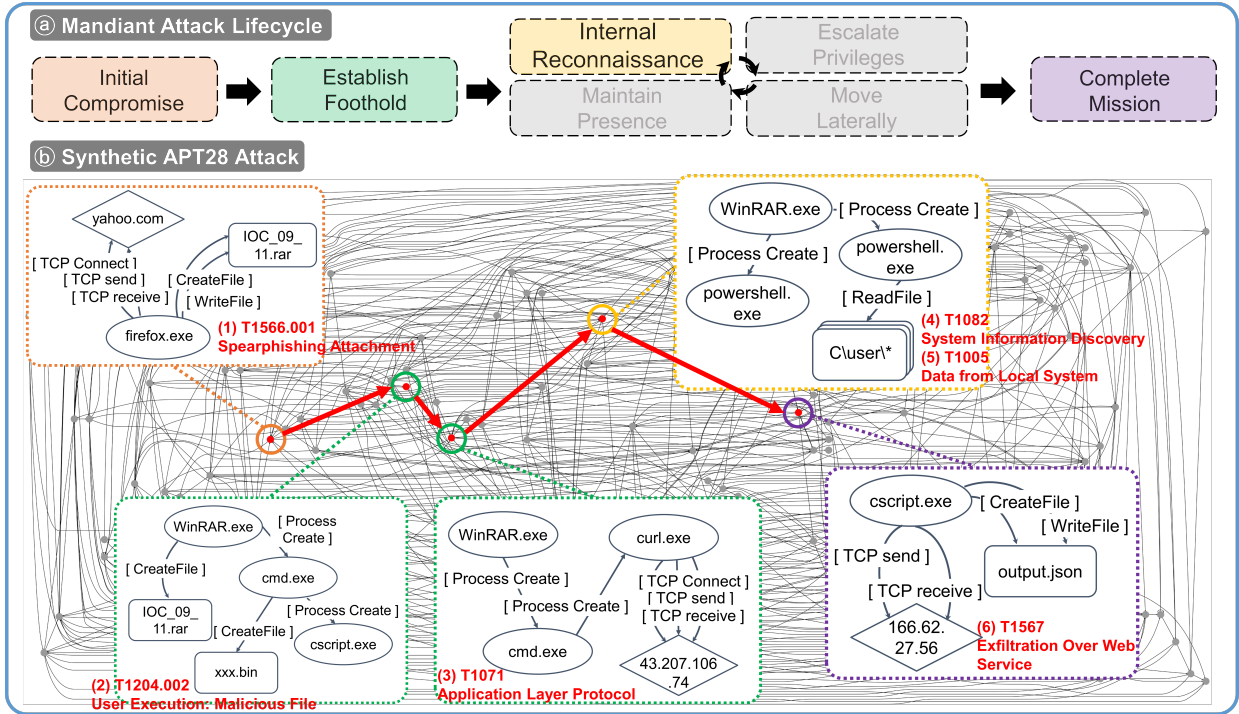 ⓐ Mandiant Attack Lifecycle
Initial
Compromise
Establish
Foothold
Internal
Reconnaissance
Escalate
Privileges
Maintain
Presence
Move
Laterally
Complete
Mission
ⓑ Synthetic APT28 Attack
yahoo.com
IOC_09_
11.rar
[ TCP Connect ]
[ TCP send ]
[ TCP receive ]
[ CreateFile ]
[ WriteFile ]
firefox.exe
(1) T1566.001
Spearphishing Attachment
WinRAR.exe
[ Process Create ]
[ Process Create ]
powershell.
exe
powershell.
exe
[ ReadFile ]
C\user\*
(4) T1082
System Information Discovery
(5) T1005
Data from Local System
WinRAR.exe
[ Process
Create ]
[ CreateFile ]
cmd.exe
IOC_09_
11.rar
[ Process Create ]
[ CreateFile ]
cscript.exe
xxx.bin
(2) T1204.002
User Execution: Malicious File
WinRAR.exe
curl.exe
[ Process Create ]
[ Process Create ]
[ TCP Connect ]
[ TCP send ]
[ TCP receive ]
cmd.exe
43.207.106
.74
(3) T1071
Application Layer Protocol
cscript.exe
[ CreateFile ]
[ WriteFile ]
[ TCP send ]
[ TCP receive ]
output.json
166.62.
27.56
(6) T1567
Exfiltration Over Web
Service